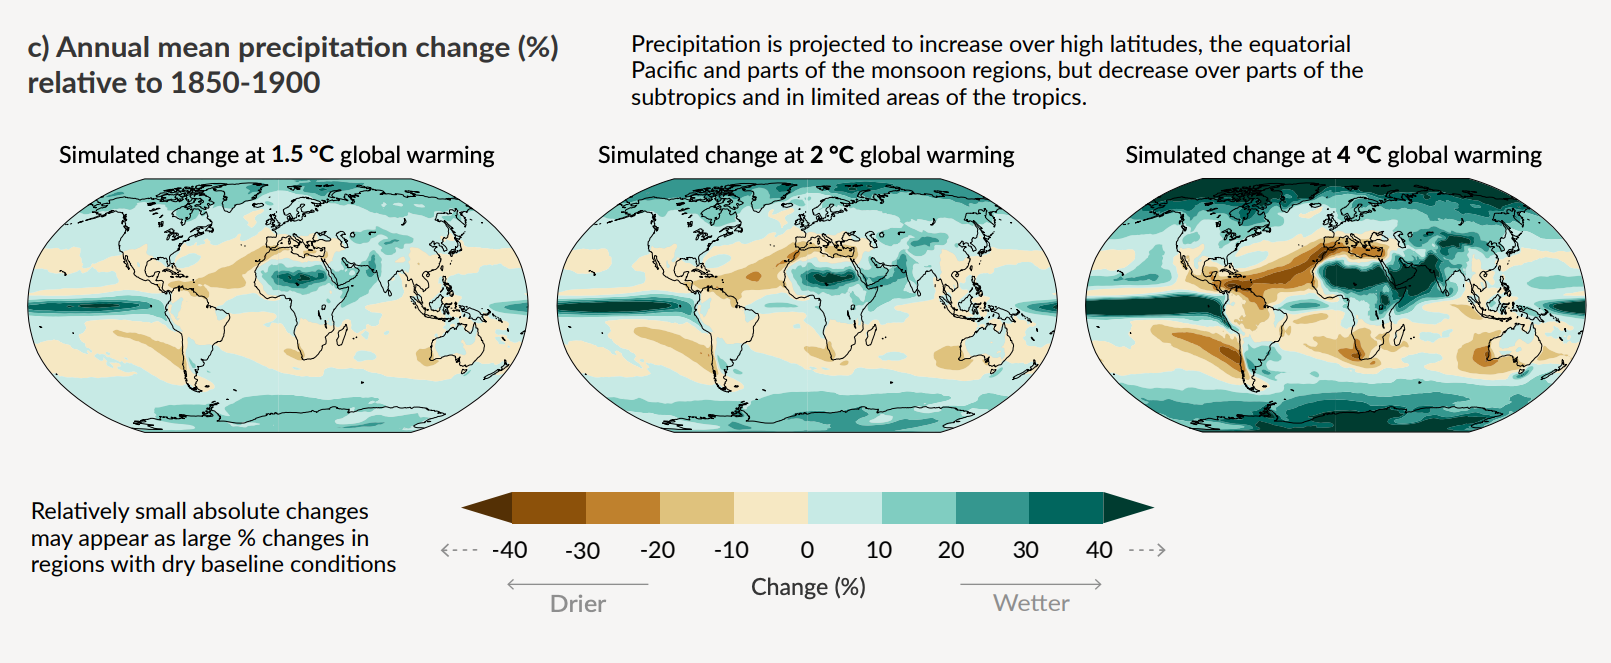 c) Annual mean precipitation change (%)
relative to 1850-1900
Precipitation is projected to increase over high latitudes, the equatorial
Pacific and parts of the monsoon regions, but decrease over parts of the
subtropics and in limited areas of the tropics.
Simulated change at 1.5 °C global warming
Simulated change at 2 °C global warming
Simulated change at 4 °C global warming
Relatively small absolute changes
may appear as large % changes in
regions with dry baseline conditions
-40 -30 -20 -10 0 10 20 30 40
Change (%)
Drier
Wetter